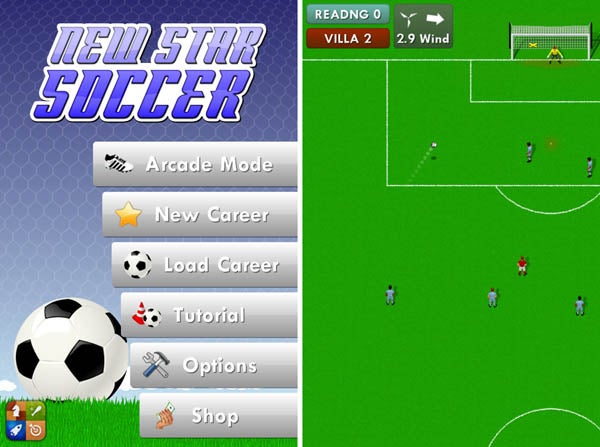 NEW STAR
SOCCER
Arcade Mode
New Career
Load Career
Tutorial
Options
Shop
READNG 0
VILLA 2
2.9 Wind